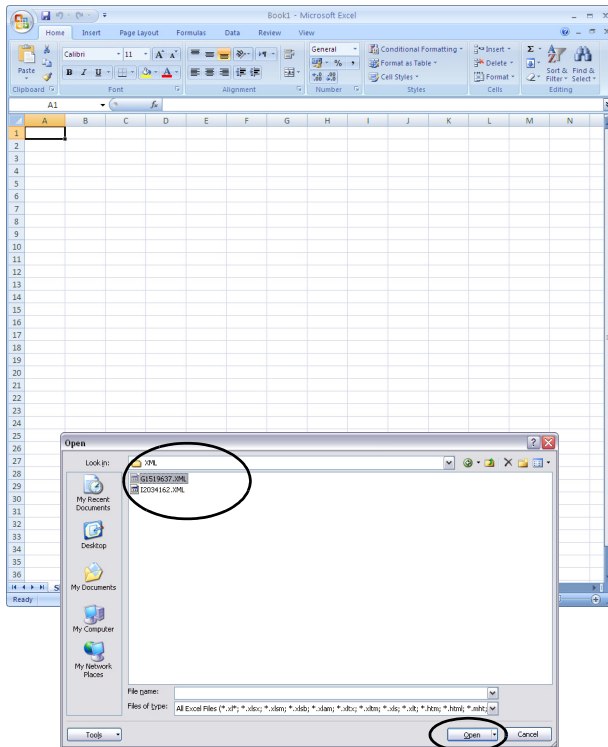 Book1 - Microsoft Excel
Home Insert Page Layout Formulas Data Review View
Paste
Clipboard
Calibri 11 A A
B I U A
Font
Alignment
General
% ,
.0 .00 .00 .0
Number
Conditional Formatting
Format as Table
Cell Styles
Styles
Insert
Delete
Format
Cells
Σ
Sort & Filter
Find & Select
Editing
A1 fx
A B C D E F G H I J K L M N
1
2
3
4
5
6
7
8
9
10
11
12
13
14
15
16
17
18
19
20
21
22
23
24
25
26
27
28
29
30
31
32
33
34
35
36
Ready
Open
Look in: XML
G1519637.XML
I2034162.XML
My Recent Documents
Desktop
My Documents
My Computer
My Network Places
File name:
Files of type: All Excel Files (*.xl*; *.xlsx; *.xlsm; *.xlsb; *.xlam; *.xltx; *.xltm; *.xls; *.xlt; *.htm; *.html; *.mht;
Tools Open Cancel